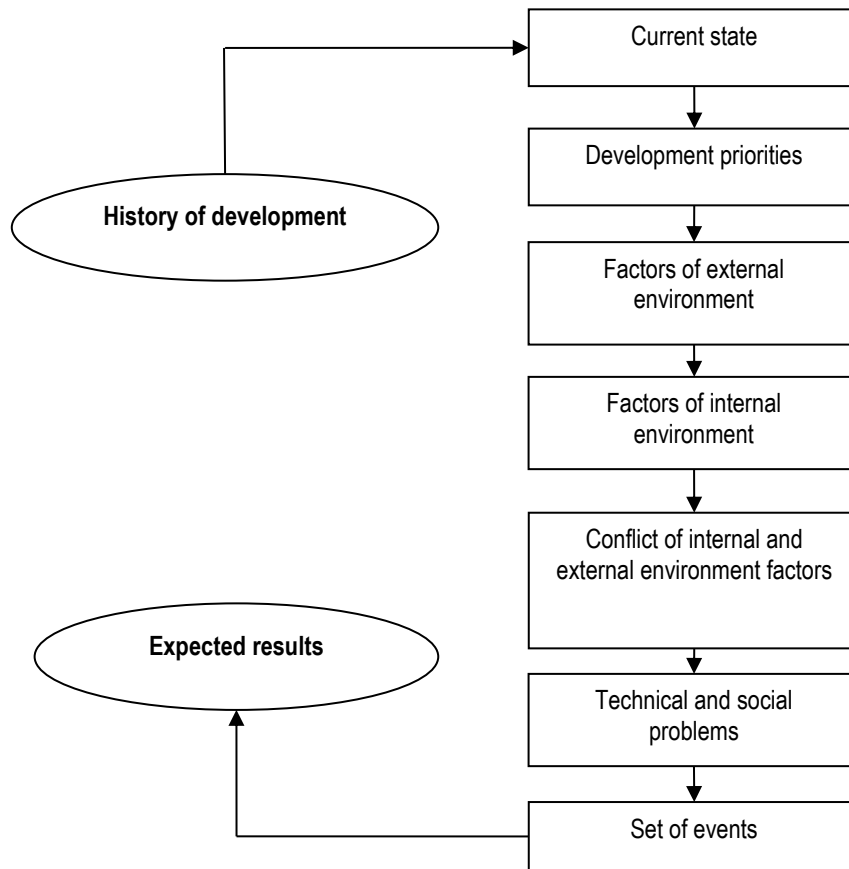 Current state
Development priorities
History of development
Factors of external
environment
Factors of internal
environment
Conflict of internal and
external environment factors
Expected results
Technical and social
problems
Set of events